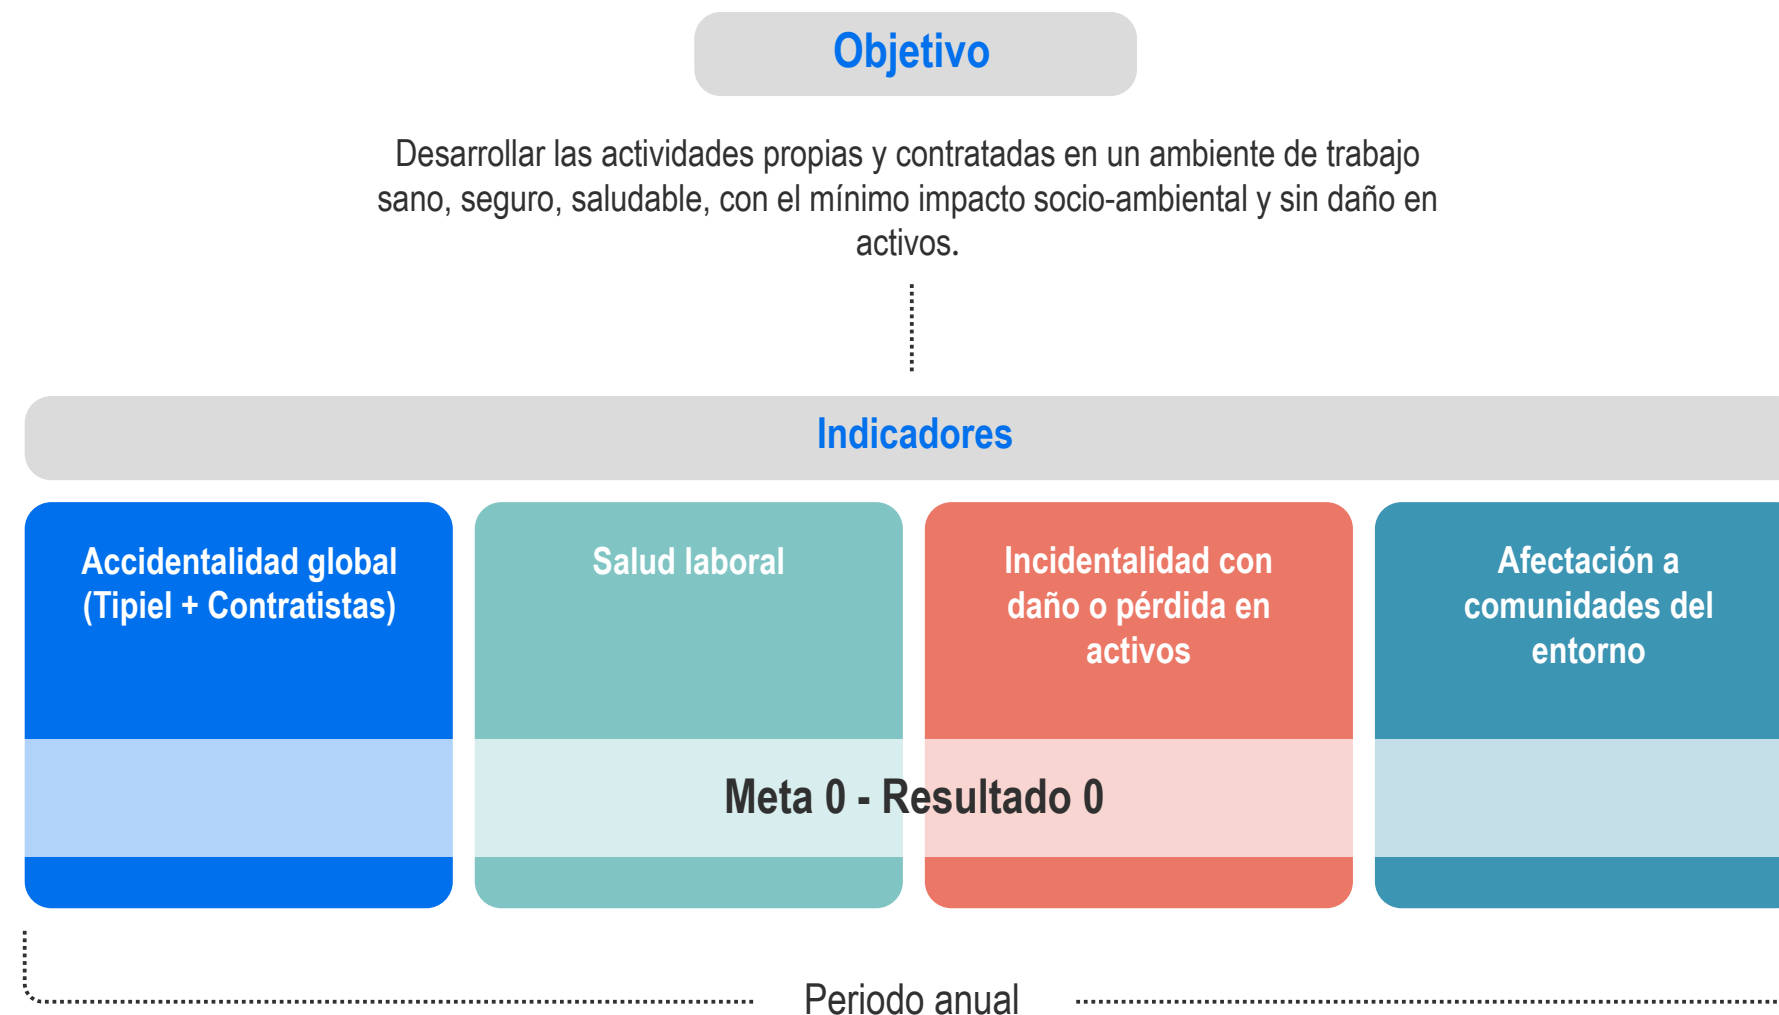 Objetivo
Desarrollar las actividades propias y contratadas en un ambiente de trabajo
sano, seguro, saludable, con el mínimo impacto socio-ambiental y sin daño en
activos.
Indicadores
Accidentalidad global
(Tipiel + Contratistas)
Salud laboral
Incidentalidad con
daño o pérdida en
activos
Afectación a
comunidades del
entorno
Meta 0 - Resultado 0
Periodo anual